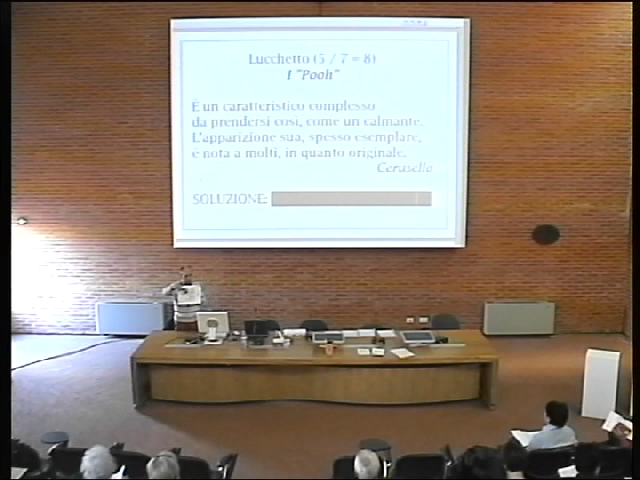 Lucchetto (5 / 7 = 8)
I "Pooh"
È un caratteristico complesso
da prendersi così, come un calmante.
L'apparizione sua, spesso esemplare,
è nota a molti, in quanto originale.
Cerasello
SOLUZIONE: